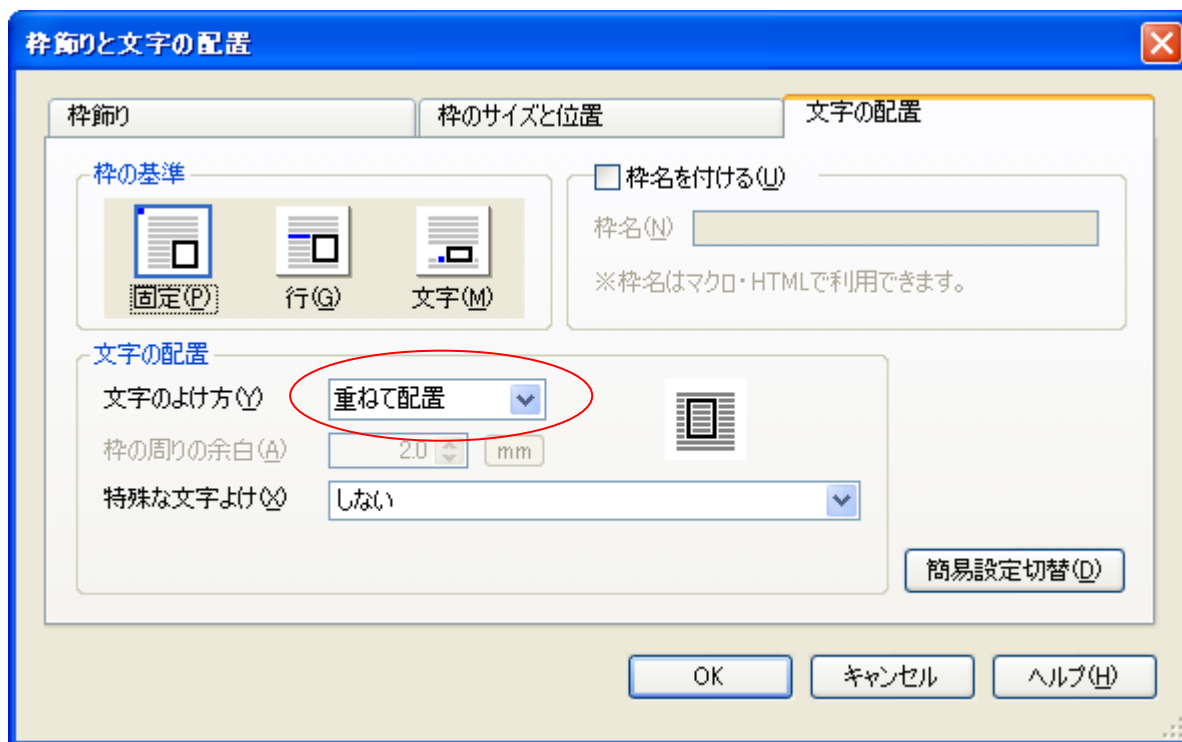 枠飾りと文字の配置
枠飾り 枠のサイズと位置 文字の配置
枠の基準
固定(P) 行(G) 文字(M)
枠名を付ける(U)
枠名(N)
※枠名はマクロ・HTMLで利用できます。
文字の配置
文字のよけ方(Y) 重ねて配置
枠の周りの余白(A) 2.0 mm
特殊な文字よけ(X) しない
簡易設定切替(D)
OK キャンセル ヘルプ(H)